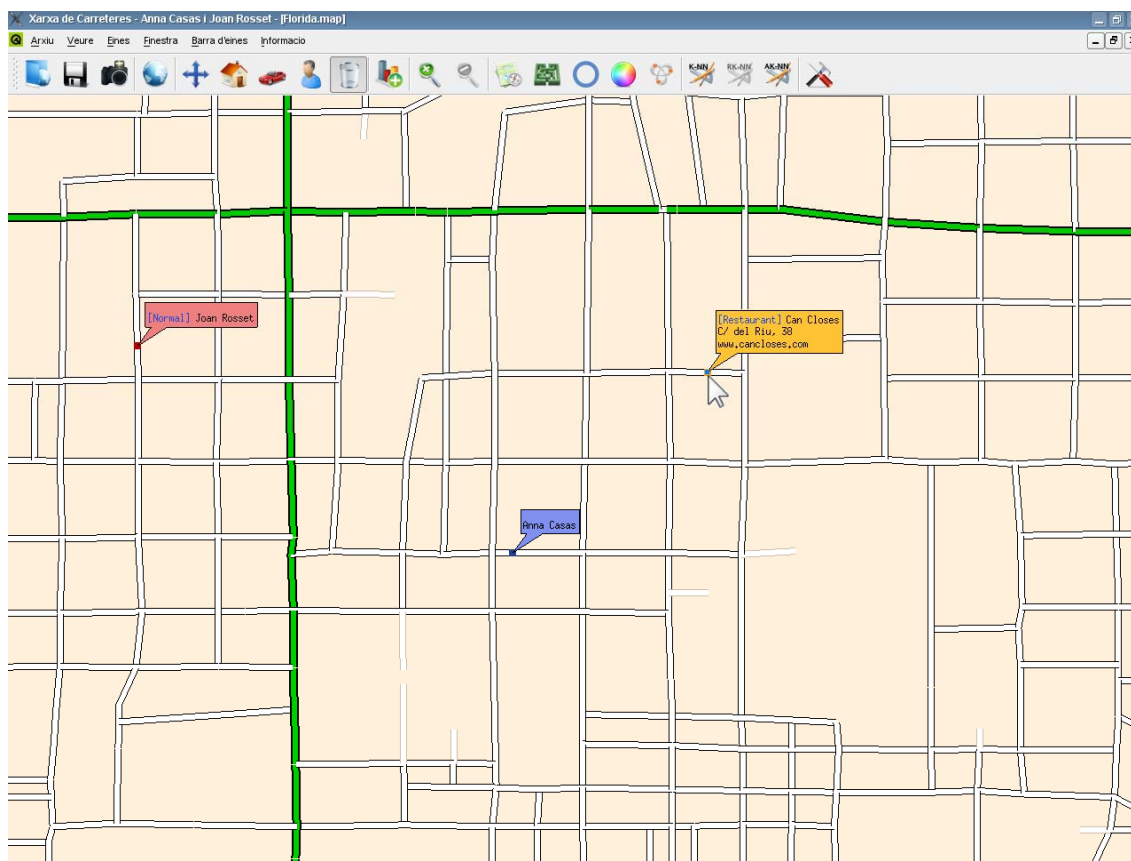 Xarxa de Carreteres - Anna Casas i Joan Rosset - [Florida.map]
Arxiu Veure Eines Finestra Barra d'eines Informacio
K-NN RK-NN AK-NN
[Normal] Joan Rosset
[Restaurant] Can Closes
C/ del Riu, 38
www.cancloses.com
Anna Casas